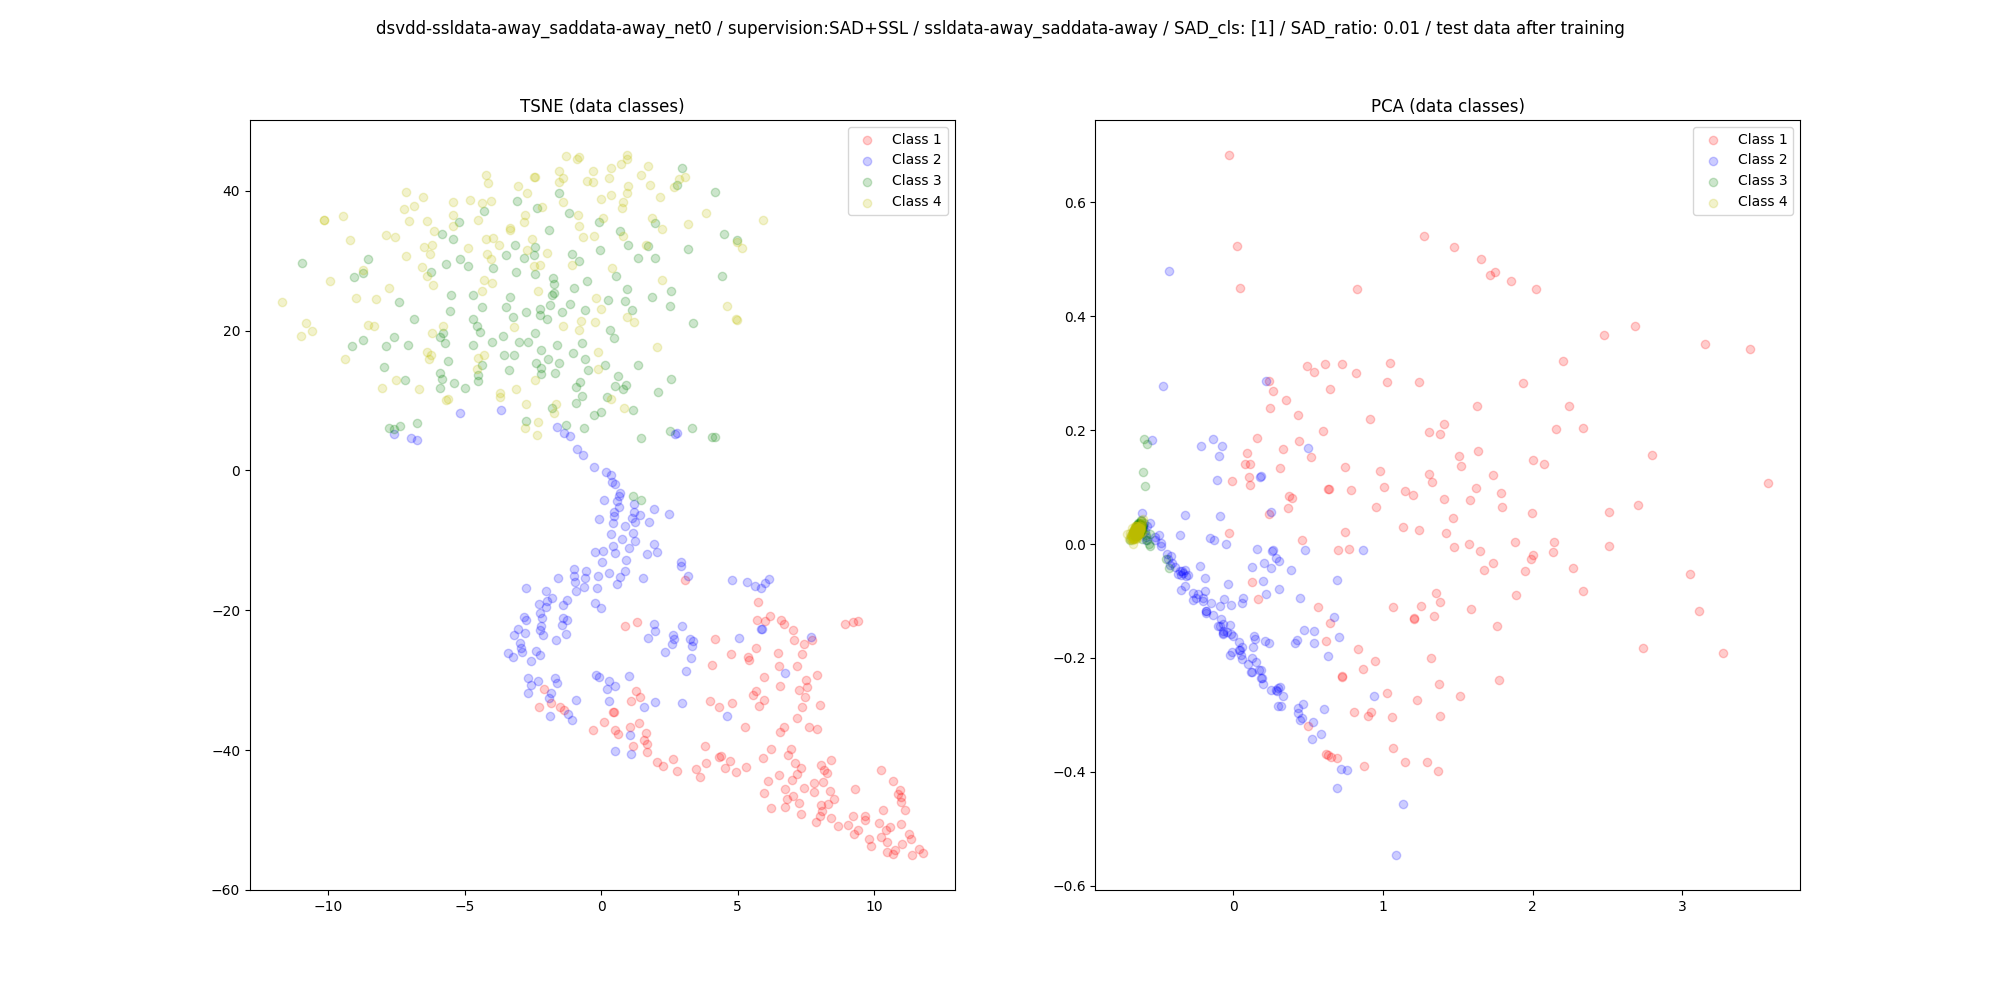 dsvdd-ssldata-away_saddata-away_net0 / supervision:SAD+SSL / ssldata-away_saddata-away / SAD_cls: [1] / SAD_ratio: 0.01 / test data after training
TSNE (data classes)
Class 1
Class 2
Class 3
Class 4
40
20
0
−20
−40
−60
−10
−5
0
5
10
PCA (data classes)
Class 1
Class 2
Class 3
Class 4
0.6
0.4
0.2
0.0
−0.2
−0.4
−0.6
0
1
2
3